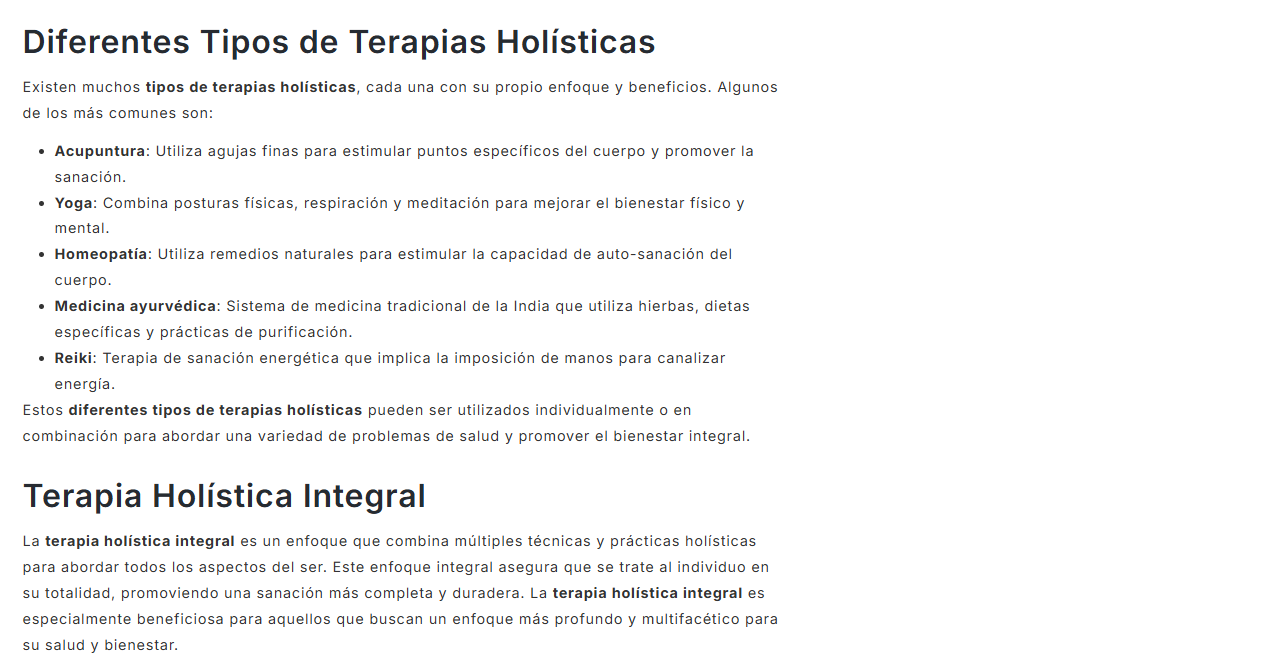 Diferentes Tipos de Terapias Holísticas
Existen muchos tipos de terapias holísticas, cada una con su propio enfoque y beneficios. Algunos
de los más comunes son:
• Acupuntura: Utiliza agujas finas para estimular puntos específicos del cuerpo y promover la
sanación.
• Yoga: Combina posturas físicas, respiración y meditación para mejorar el bienestar físico y
mental.
• Homeopatía: Utiliza remedios naturales para estimular la capacidad de auto-sanación del
cuerpo.
• Medicina ayurvédica: Sistema de medicina tradicional de la India que utiliza hierbas, dietas
específicas y prácticas de purificación.
• Reiki: Terapia de sanación energética que implica la imposición de manos para canalizar
energía.
Estos diferentes tipos de terapias holísticas pueden ser utilizados individualmente o en
combinación para abordar una variedad de problemas de salud y promover el bienestar integral.
Terapia Holística Integral
La terapia holística integral es un enfoque que combina múltiples técnicas y prácticas holísticas
para abordar todos los aspectos del ser. Este enfoque integral asegura que se trate al individuo en
su totalidad, promoviendo una sanación más completa y duradera. La terapia holística integral es
especialmente beneficiosa para aquellos que buscan un enfoque más profundo y multifacético para
su salud y bienestar.